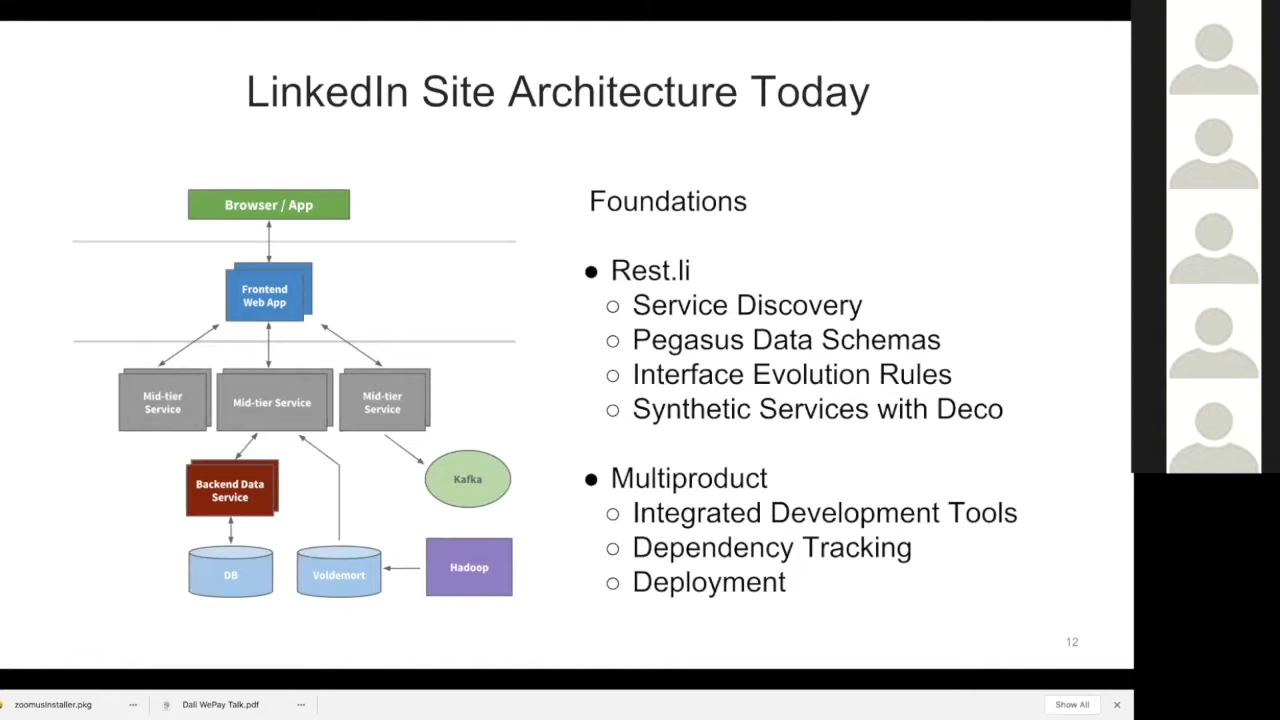 LinkedIn Site Architecture Today
Browser / App
Frontend
Web App
Mid-tier
Service
Mid-tier Service
Mid-tier
Service
Backend Data
Service
Kafka
DB
Voldemort
Hadoop
Foundations
● Rest.li
○ Service Discovery
○ Pegasus Data Schemas
○ Interface Evolution Rules
○ Synthetic Services with Deco
● Multiproduct
○ Integrated Development Tools
○ Dependency Tracking
○ Deployment
12
zoomusInstaller.pkg
Dali WePay Talk.pdf
Show All